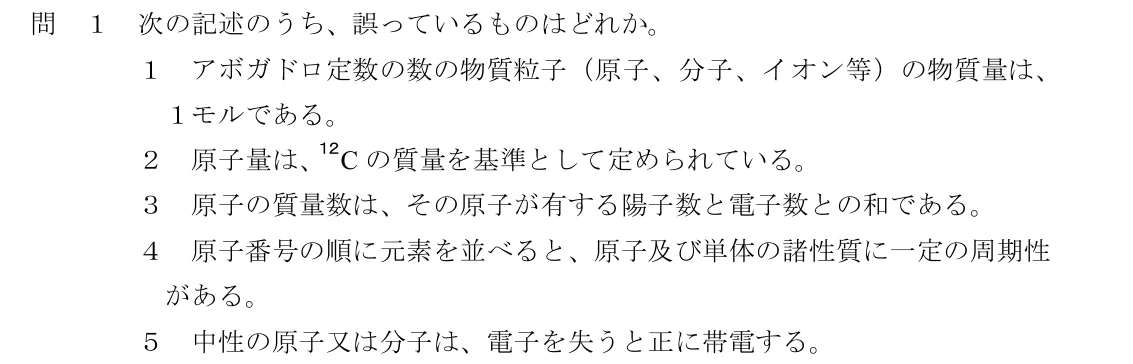 問　１　次の記述のうち、誤っているものはどれか。
１　アボガドロ定数の数の物質粒子（原子、分子、イオン等）の物質量は、
１モルである。
２　原子量は、¹²C の質量を基準として定められている。
３　原子の質量数は、その原子が有する陽子数と電子数との和である。
４　原子番号の順に元素を並べると、原子及び単体の諸性質に一定の周期性
がある。
５　中性の原子又は分子は、電子を失うと正に帯電する。